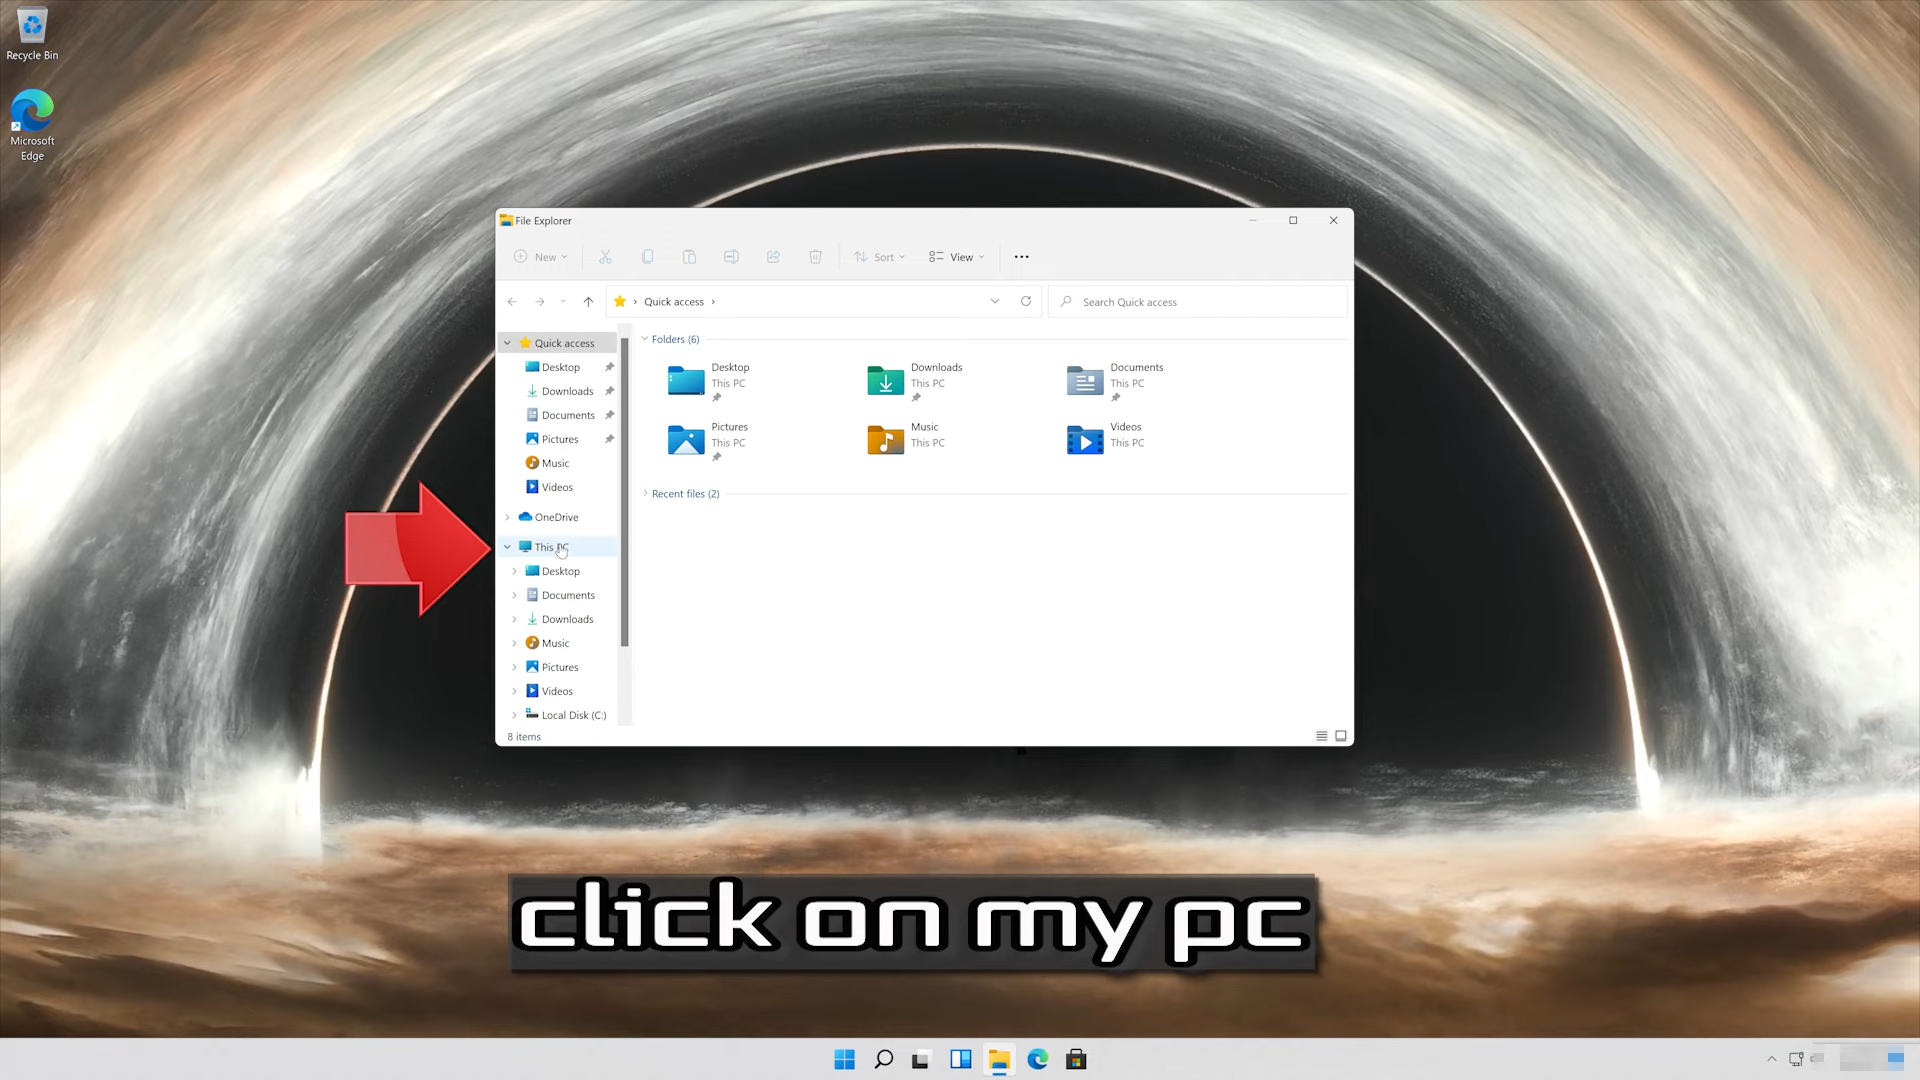 Recycle Bin
Microsoft
Edge
File Explorer
New
Sort
View
Quick access
Search Quick access
Quick access
Desktop
Downloads
Documents
Pictures
Music
Videos
OneDrive
This PC
Desktop
Documents
Downloads
Music
Pictures
Videos
Local Disk (C:)
Folders (6)
Desktop
This PC
Downloads
This PC
Documents
This PC
Pictures
This PC
Music
This PC
Videos
This PC
Recent files (2)
8 items
click on my pc